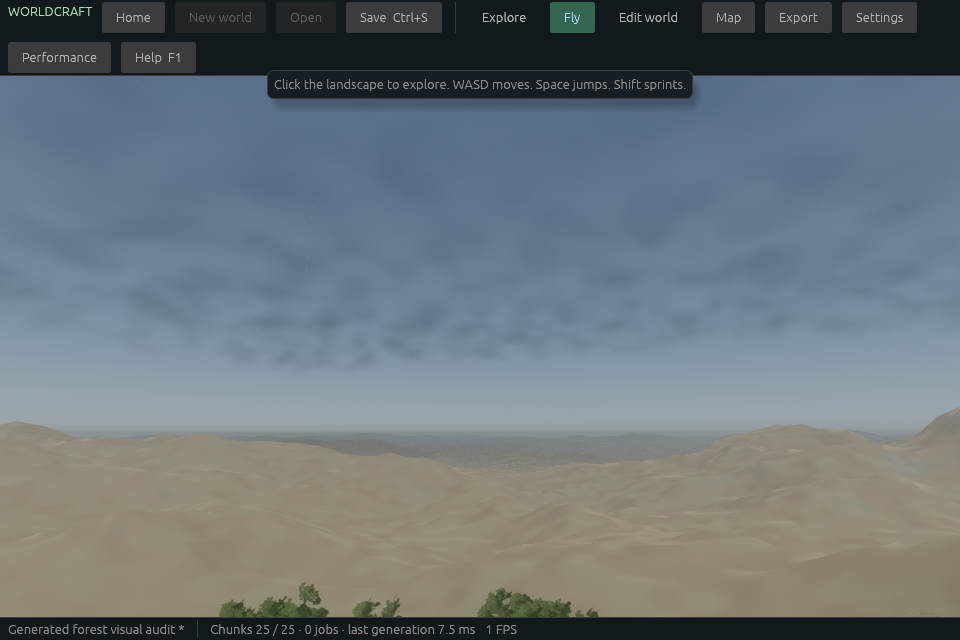 WORLDCRAFT Home New world Open Save Ctrl+S Explore Fly Edit world Map Export Settings
Performance Help F1
Click the landscape to explore. WASD moves. Space jumps. Shift sprints.
Generated forest visual audit * Chunks 25 / 25 · 0 jobs · last generation 7.5 ms 1 FPS